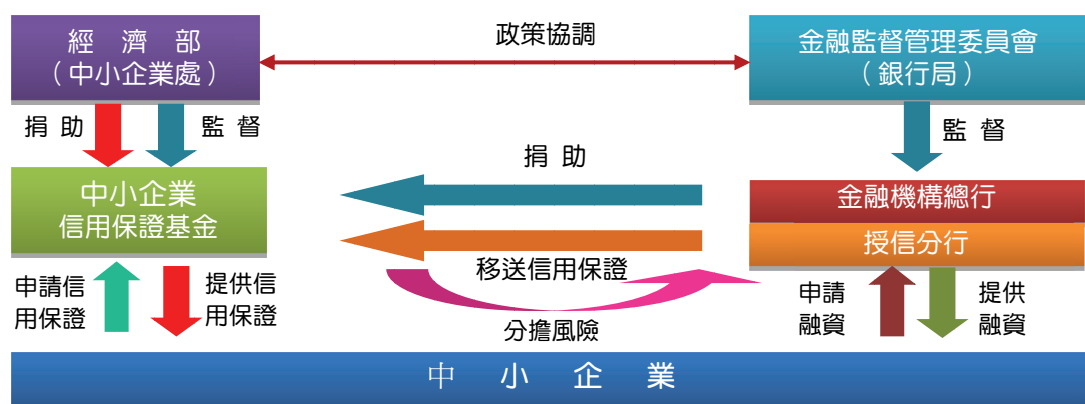 經 濟 部
（中小企業處）
政策協調
金融監督管理委員會
（銀行局）
捐 助
監 督
監 督
中小企業
信用保證基金
捐 助
金融機構總行
授信分行
移送信用保證
分擔風險
申請信
用保證
提供信
用保證
申請
融資
提供
融資
中 小 企 業